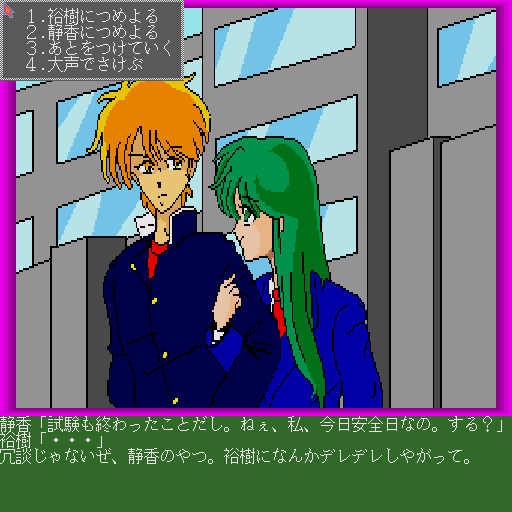 1.裕樹につめよる
2.静香につめよる
3.あとをつけていく
4.大声でさけぶ
静香「試験も終わったことだし。ねぇ、私、今日安全日なの。する？」
裕樹「・・・」
冗談じゃないぜ、静香のやつ。裕樹になんかデレデレしやがって。